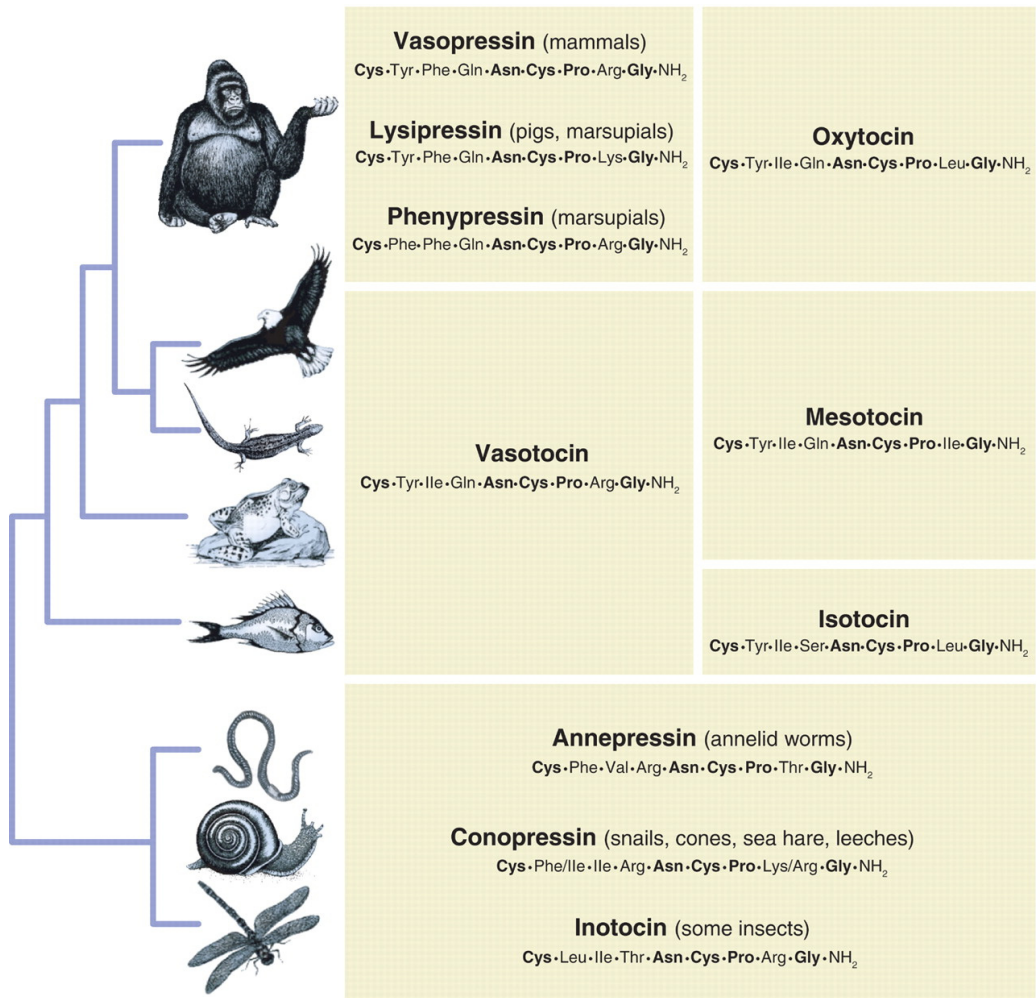 Vasopressin (mammals)
Cys·Tyr·Phe·Gln·Asn·Cys·Pro·Arg·Gly·NH₂
Lysipressin (pigs, marsupials)
Cys·Tyr·Phe·Gln·Asn·Cys·Pro·Lys·Gly·NH₂
Phenypressin (marsupials)
Cys·Phe·Phe·Gln·Asn·Cys·Pro·Arg·Gly·NH₂
Oxytocin
Cys·Tyr·Ile·Gln·Asn·Cys·Pro·Leu·Gly·NH₂
Vasotocin
Cys·Tyr·Ile·Gln·Asn·Cys·Pro·Arg·Gly·NH₂
Mesotocin
Cys·Tyr·Ile·Gln·Asn·Cys·Pro·Ile·Gly·NH₂
Isotocin
Cys·Tyr·Ile·Ser·Asn·Cys·Pro·Leu·Gly·NH₂
Annepressin (annelid worms)
Cys·Phe·Val·Arg·Asn·Cys·Pro·Thr·Gly·NH₂
Conopressin (snails, cones, sea hare, leeches)
Cys·Phe/Ile·Ile·Arg·Asn·Cys·Pro·Lys/Arg·Gly·NH₂
Inotocin (some insects)
Cys·Leu·Ile·Thr·Asn·Cys·Pro·Arg·Gly·NH₂